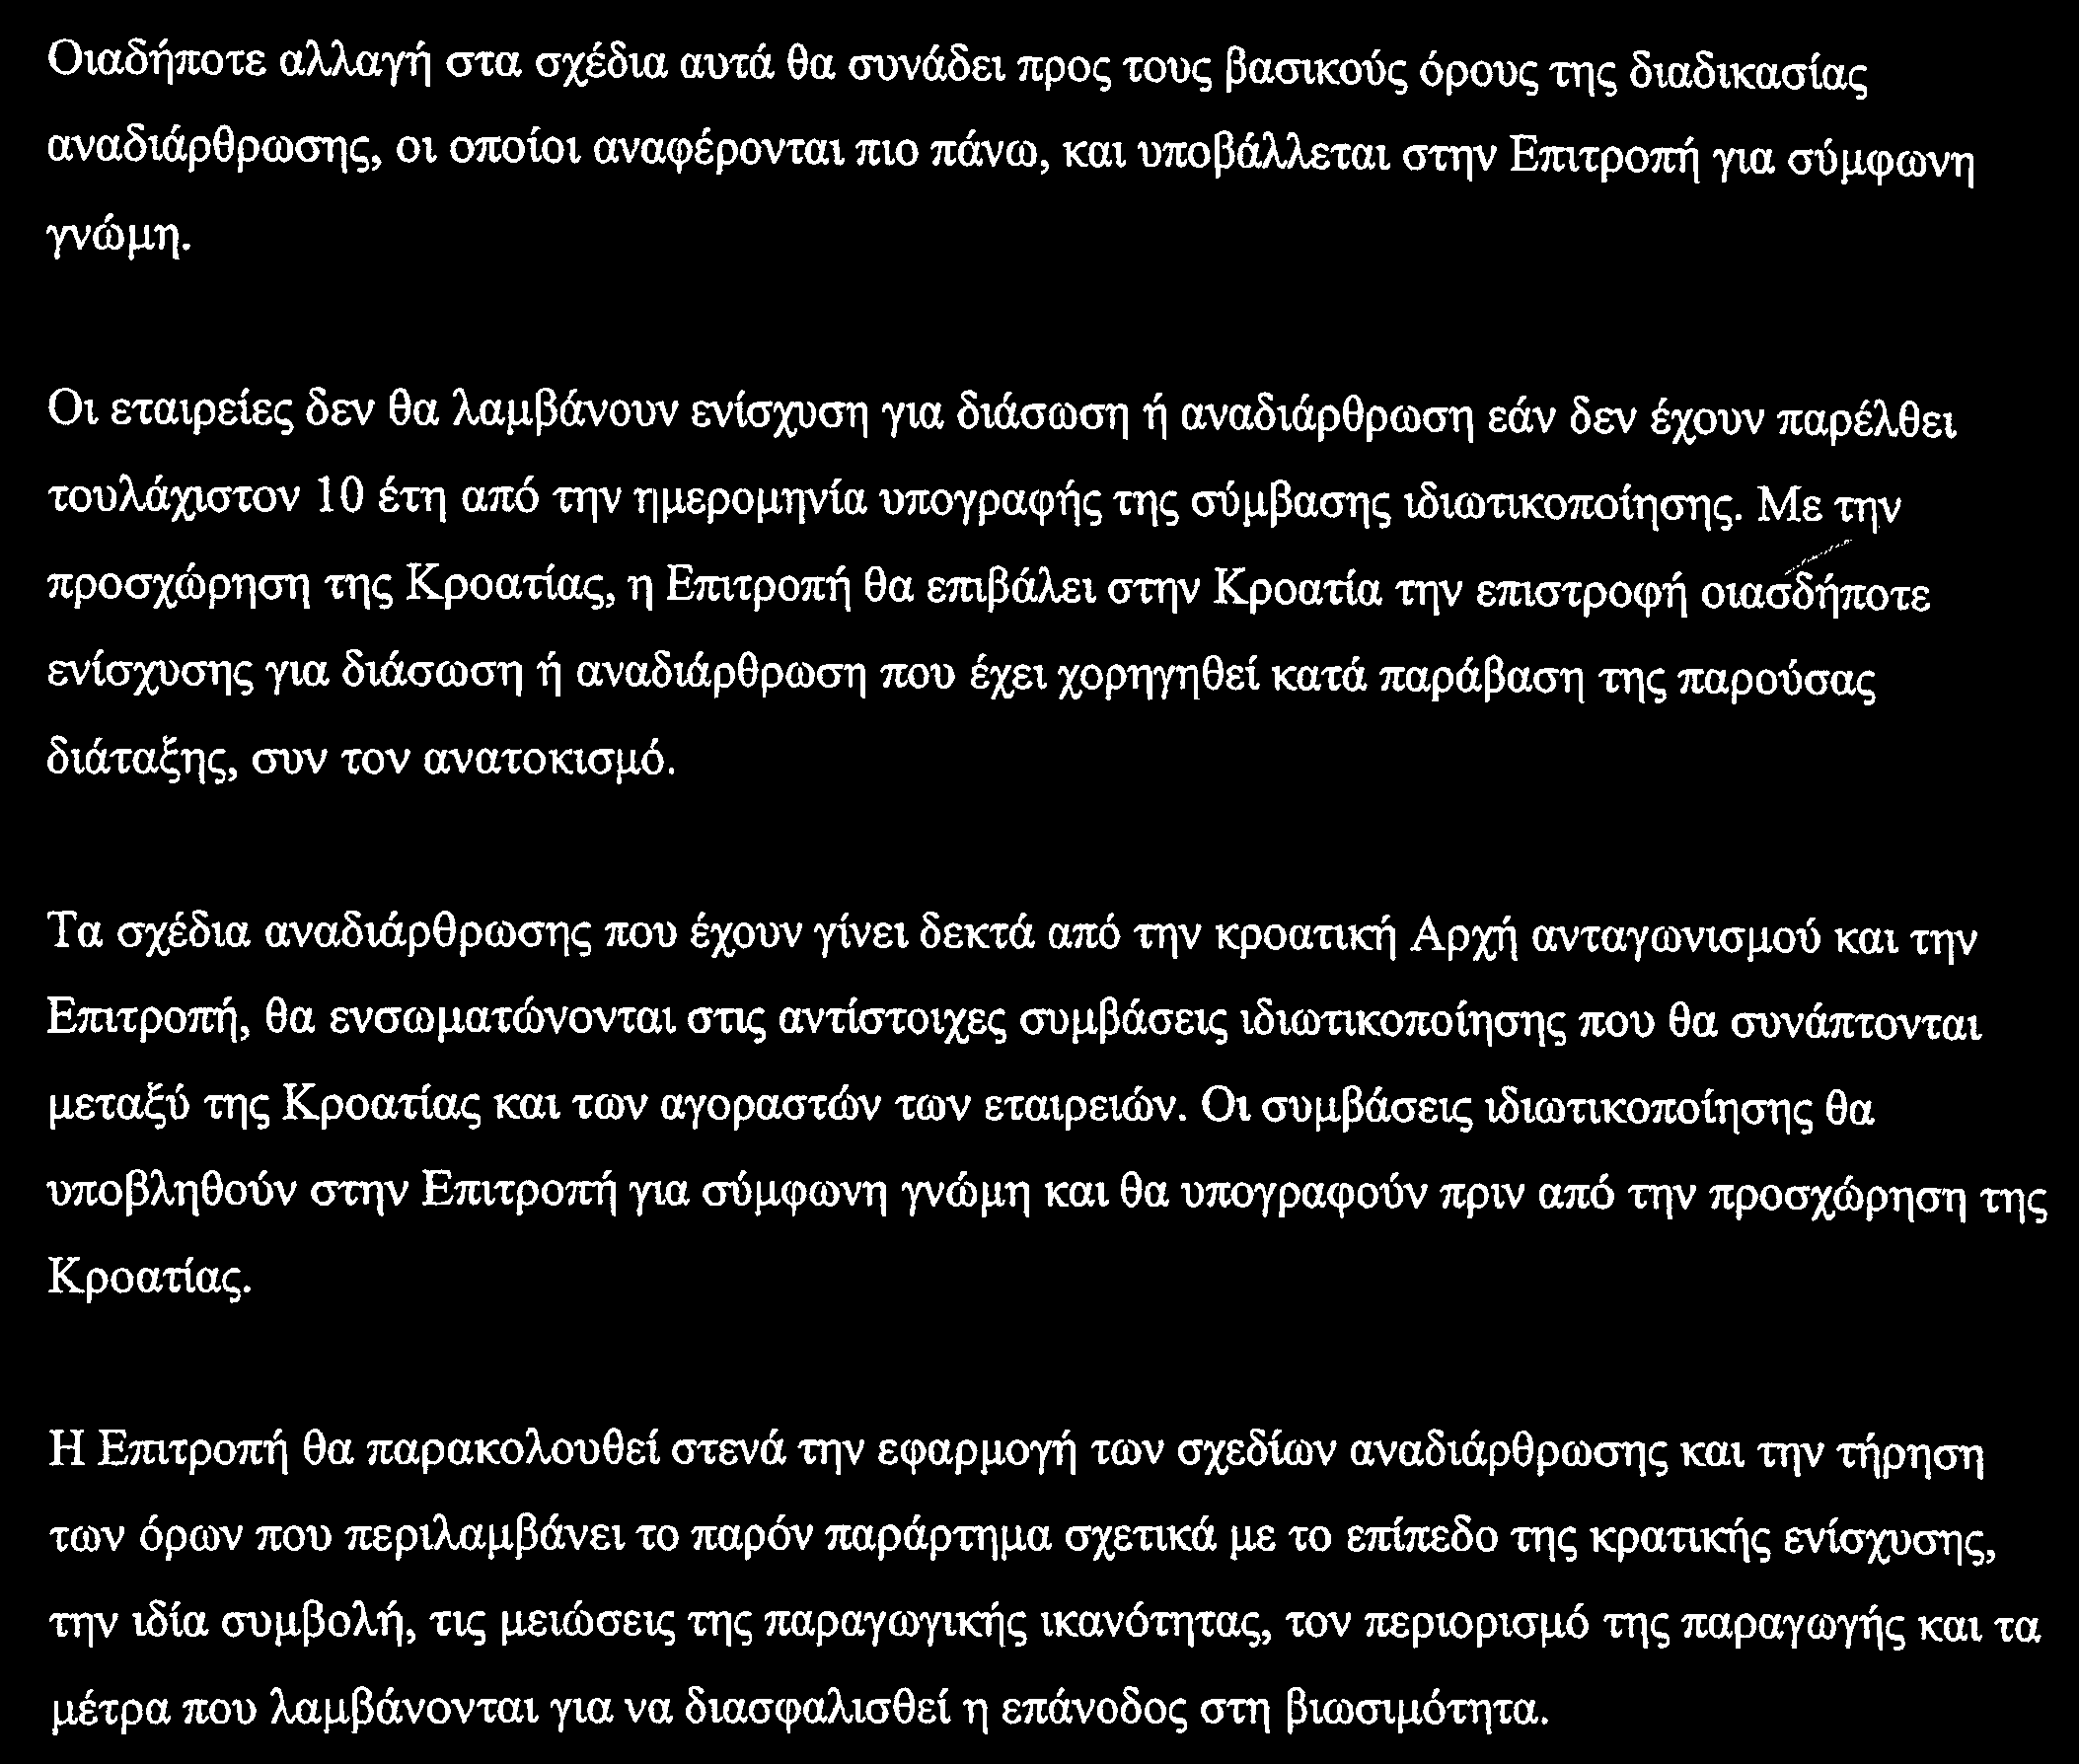 Οιαδήποτε αλλαγή στα σχέδια αυτά θα συνάδει προς τους βασικούς όρους της διαδικασίας
αναδιάρθρωσης, οι οποίοι αναφέρονται πιο πάνω, και υποβάλλεται στην Επιτροπή για σύμφωνη
γνώμη.
Οι εταιρείες δεν θα λαμβάνουν ενίσχυση για διάσωση ή αναδιάρθρωση εάν δεν έχουν παρέλθει
τουλάχιστον 10 έτη από την ημερομηνία υπογραφής της σύμβασης ιδιωτικοποίησης. Με την
προσχώρηση της Κροατίας, η Επιτροπή θα επιβάλει στην Κροατία την επιστροφή οιασδήποτε
ενίσχυσης για διάσωση ή αναδιάρθρωση που έχει χορηγηθεί κατά παράβαση της παρούσας
διάταξης, συν τον ανατοκισμό.
Τα σχέδια αναδιάρθρωσης που έχουν γίνει δεκτά από την κροατική Αρχή ανταγωνισμού και την
Επιτροπή, θα ενσωματώνονται στις αντίστοιχες συμβάσεις ιδιωτικοποίησης που θα συνάπτονται
μεταξύ της Κροατίας και των αγοραστών των εταιρειών. Οι συμβάσεις ιδιωτικοποίησης θα
υποβληθούν στην Επιτροπή για σύμφωνη γνώμη και θα υπογραφούν πριν από την προσχώρηση της
Κροατίας.
Η Επιτροπή θα παρακολουθεί στενά την εφαρμογή των σχεδίων αναδιάρθρωσης και την τήρηση
των όρων που περιλαμβάνει το παρόν παράρτημα σχετικά με το επίπεδο της κρατικής ενίσχυσης,
την ιδία συμβολή, τις μειώσεις της παραγωγικής ικανότητας, τον περιορισμό της παραγωγής και τα
μέτρα που λαμβάνονται για να διασφαλισθεί η επάνοδος στη βιωσιμότητα.